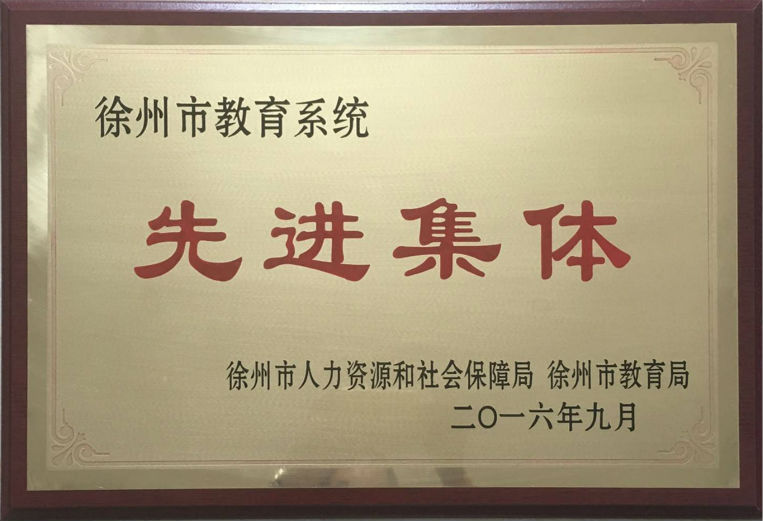 徐州市教育系统
先进集体
徐州市人力资源和社会保障局 徐州市教育局
二〇一六年九月